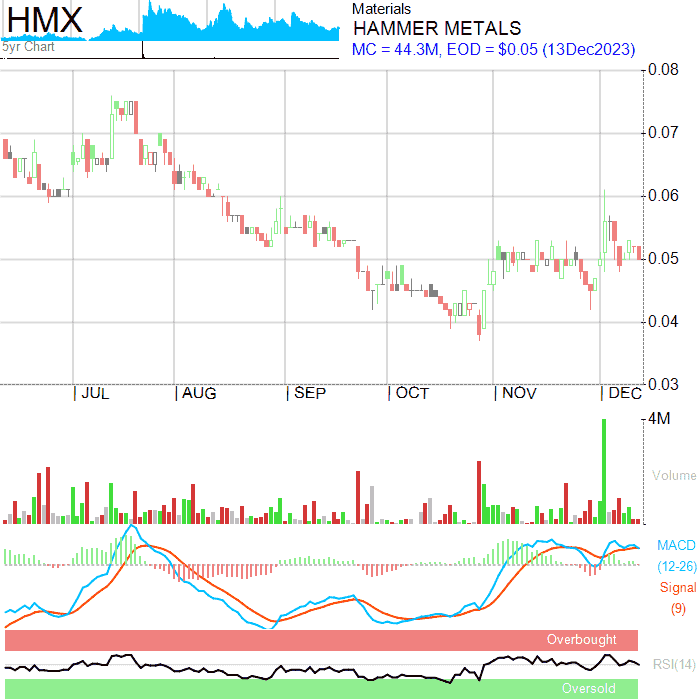 HMX
5yr Chart
Materials
HAMMER METALS
MC = 44.3M, EOD = $0.05 (13Dec2023)
0.08
0.07
0.06
0.05
0.04
0.03
JUL AUG SEP OCT NOV DEC
4M
Volume
MACD
(12-26)
Signal
(9)
Overbought
RSI(14)
Oversold